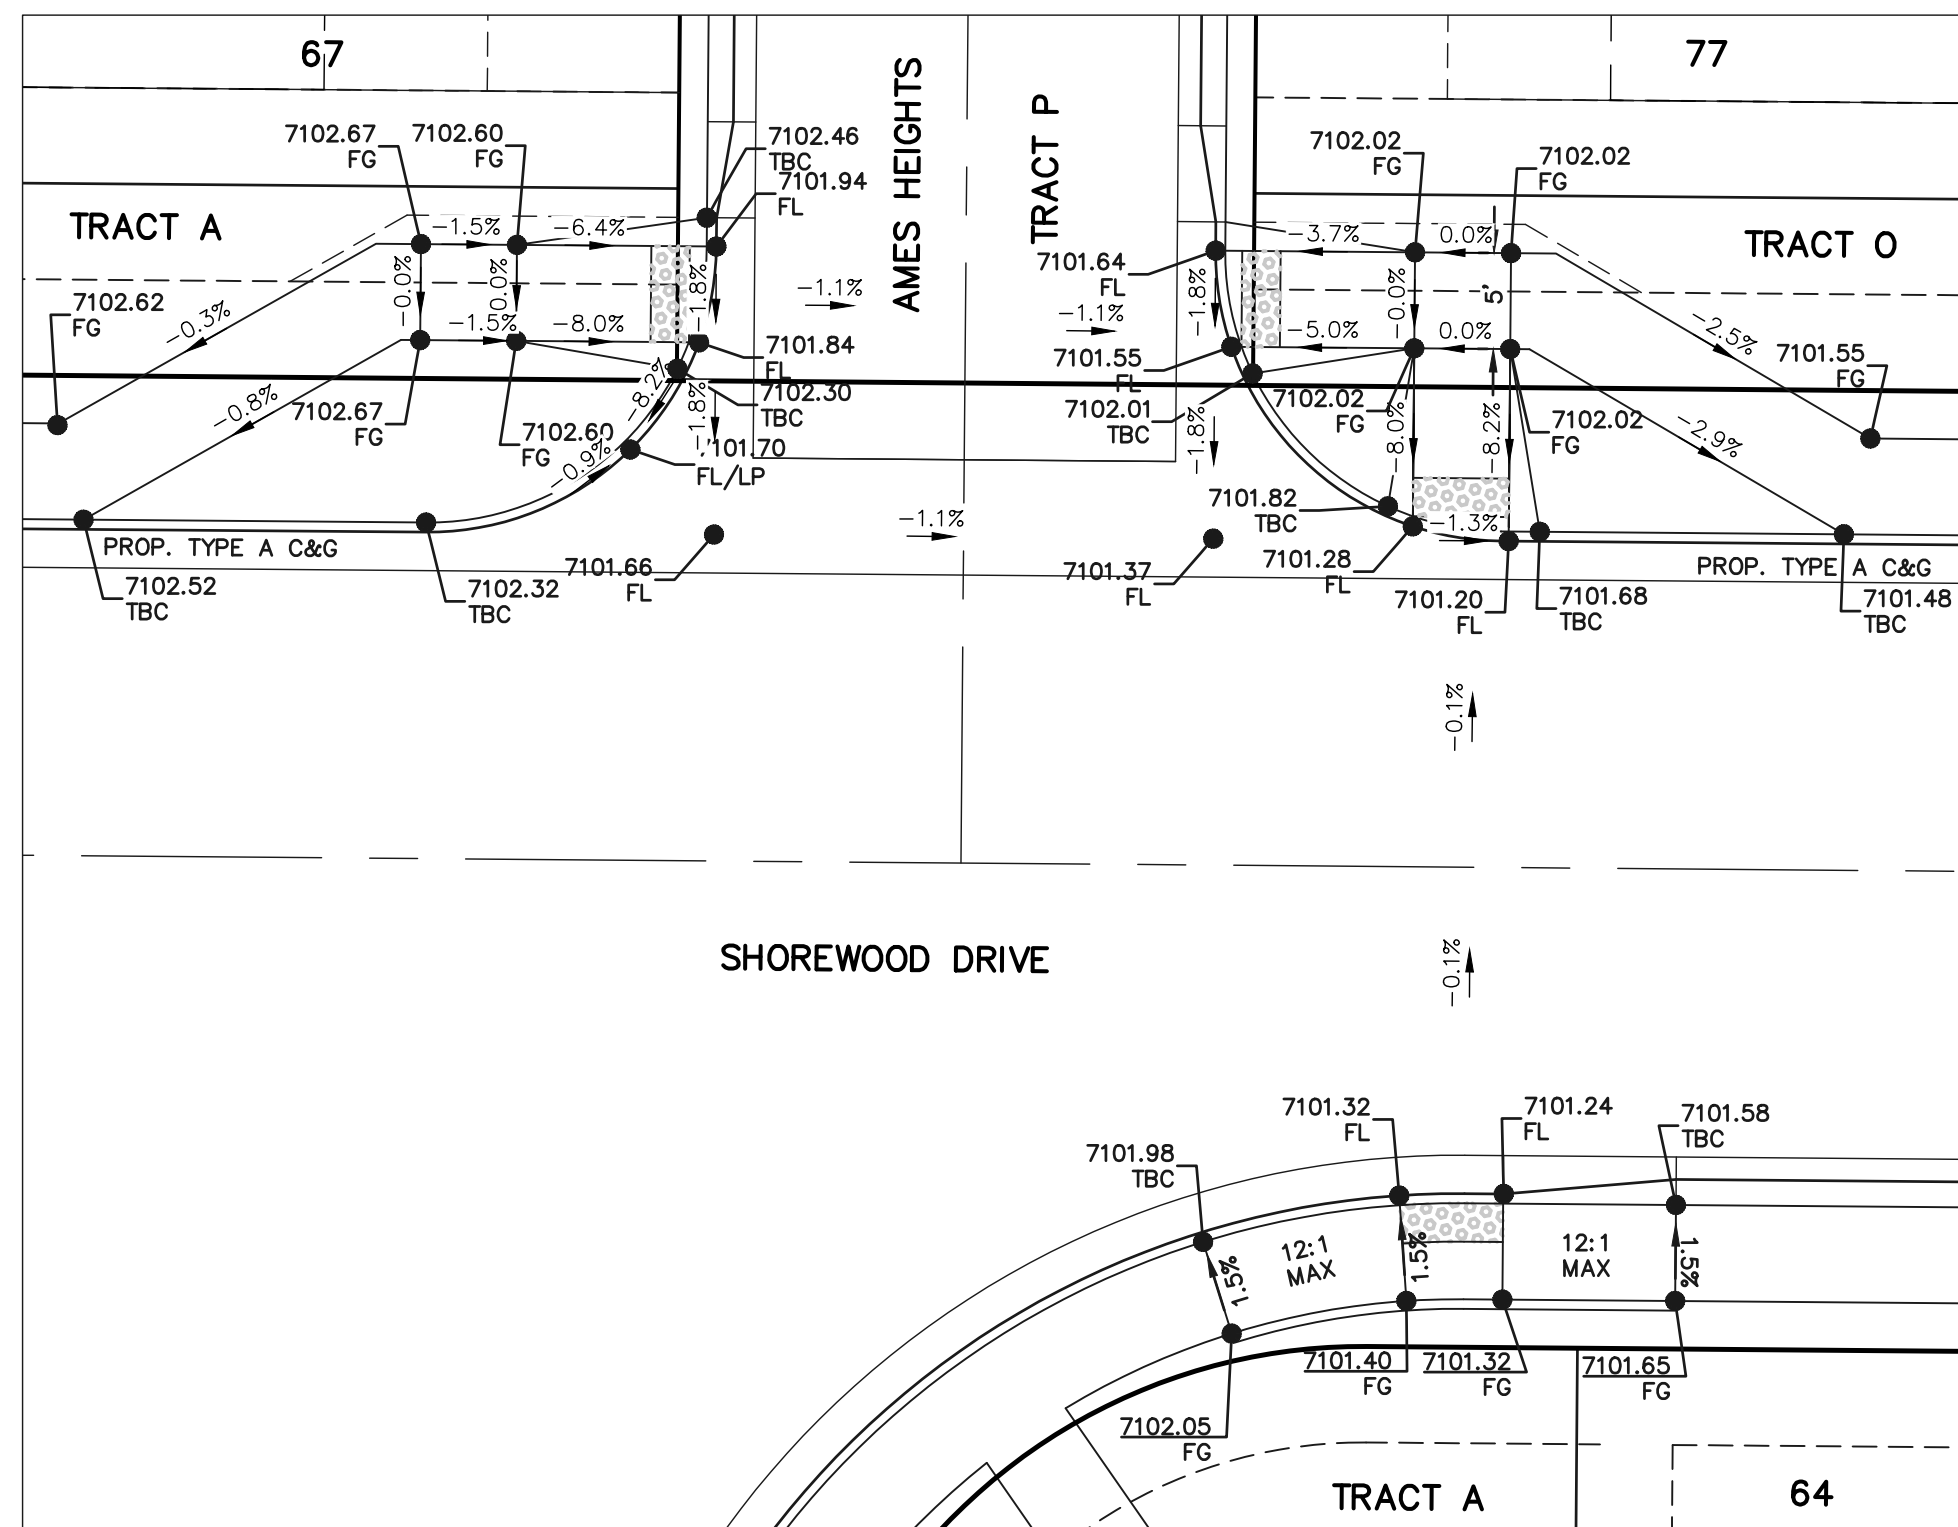 67
77
AMES HEIGHTS
TRACT P
7102.67
FG
7102.60
FG
7102.46
TBC
7101.94
FL
7102.02
FG
7102.02
FG
TRACT A
TRACT O
-1.5%
-6.4%
-3.7%
0.0%
-0.0%
0.0%
-1.8%
-1.1%
7101.64
FL
-1.8%
-0.0%
5'
7102.62
FG
-0.3%
-1.5%
-8.0%
-1.1%
-5.0%
0.0%
-2.5%
7101.55
FG
7101.84
FL
7101.55
FL
-0.8%
7102.67
FG
7102.60
FG
-8.2%
-1.8%
7102.30
TBC
7102.01
TBC
7102.02
FG
7102.02
FG
-2.9%
-0.9%
7101.70
FL/LP
-1.8%
-8.0%
-8.2%
7101.82
TBC
-1.1%
-1.3%
PROP. TYPE A C&G
PROP. TYPE A C&G
7102.52
TBC
7102.32
TBC
7101.66
FL
7101.37
FL
7101.28
FL
7101.20
FL
7101.68
TBC
7101.48
TBC
-0.1%
SHOREWOOD DRIVE
-0.1%
7101.32
FL
7101.24
FL
7101.58
TBC
7101.98
TBC
1.5%
12:1
MAX
1.5%
12:1
MAX
1.5%
7101.40
FG
7101.32
FG
7101.65
FG
7102.05
FG
TRACT A
64